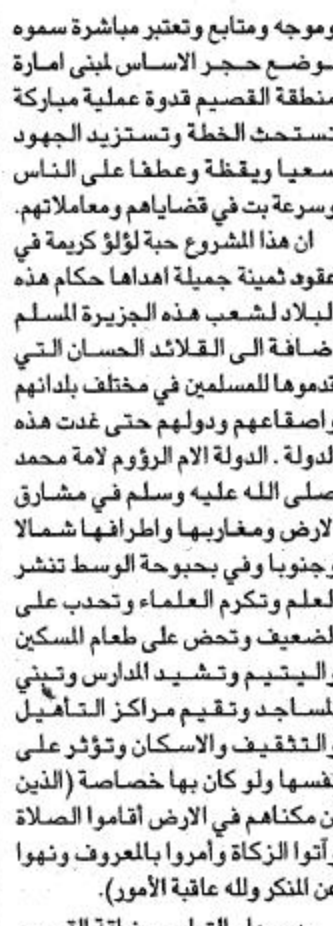 وموجه ومتابع وتعتبر مباشرة سموه
بوضع حجر الاساس لمبنى امارة
منطقة القصيم قدوة عملية مباركة
تستحث الخطة وتستزيد الجهود
سعيا ويقظة وعطفا على الناس
وسرعة بت في قضاياهم ومعاملاتهم.
ان هذا المشروع حبة لؤلؤ كريمة في
عقود ثمينة جميلة اهداها حكام هذه
البلاد لشعب هذه الجزيرة المسلم
اضافة الى القلائد الحسان التي
قدموها للمسلمين في مختلف بلدانهم
واصقاعهم ودولهم حتى غدت هذه
الدولة . الدولة الام الرؤوم لامة محمد
صلى الله عليه وسلم في مشارق
الارض ومغاربها واطرافها شمالا
وجنوبا وفي بحبوحة الوسط تنشر
العلم وتكرم العلماء وتحدب على
الضعيف وتحض على طعام المسكين
واليتيم وتشيد المدارس وتبني
المساجد وتقيم مراكز التأهيل
والتثقيف والاسكان وتؤثر على
نفسها ولو كان بها خصاصة (الذين
ان مكناهم في الارض أقاموا الصلاة
وآتوا الزكاة وأمروا بالمعروف ونهوا
عن المنكر ولله عاقبة الأمور).